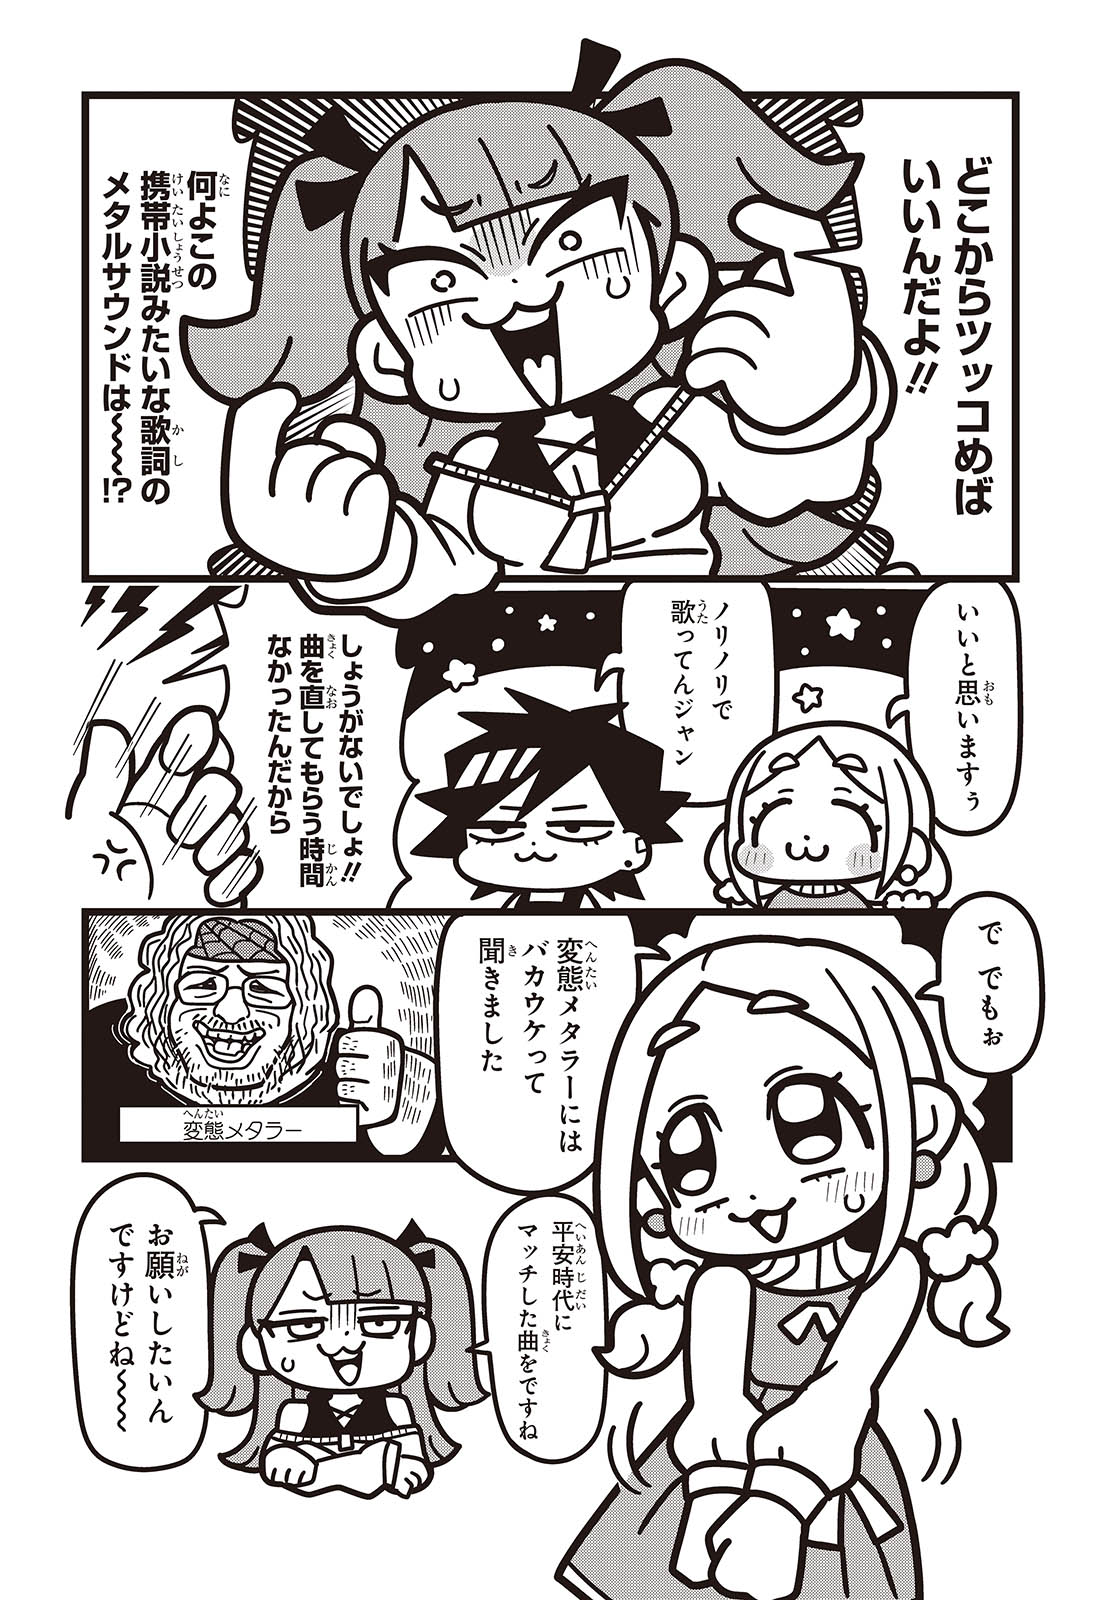 どこからツッコめば
いいんだよ!!
何よこの
携帯小説みたいな歌詞の
メタルサウンドは〜〜!?
いいと思いますぅ
ノリノリで
歌ってんジャン
しょうがないでしょ!!
曲を直してもらう時間
なかったんだから
で でもぉ
変態メタラーには
バカウケって
聞きました
変態メタラー
平安時代に
マッチした曲をですね
お願いしたいん
ですけどね〜〜